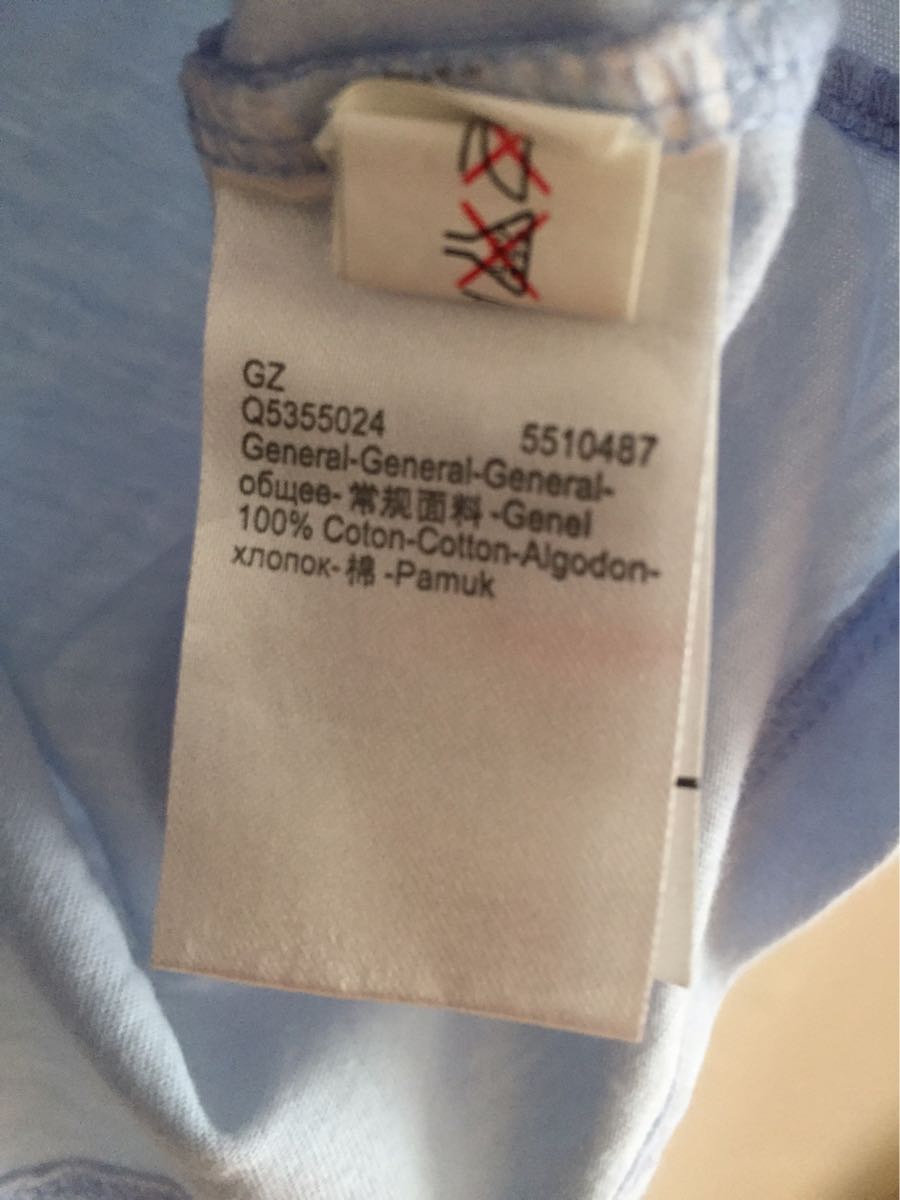 GZ
Q5355024 5510487
General-General-General-
общее-常规面料-Genel
100% Coton-Cotton-Algodon-
хлопок-棉-Pamuk